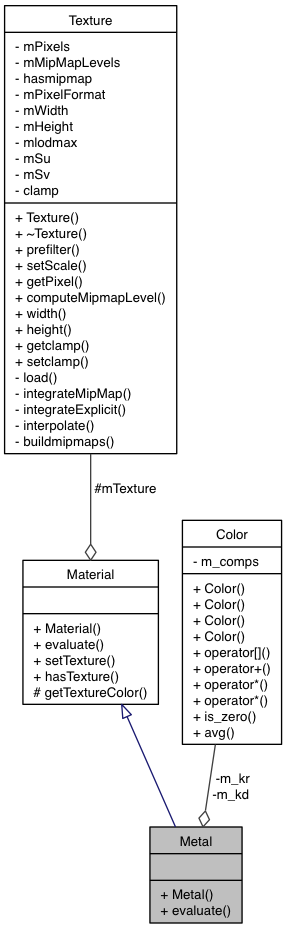 Texture
- mPixels
- mMipMapLevels
- hasmipmap
- mPixelFormat
- mWidth
- mHeight
- mlodmax
- mSu
- mSv
- clamp
+ Texture()
+ ~Texture()
+ prefilter()
+ setScale()
+ getPixel()
+ computeMipmapLevel()
+ width()
+ height()
+ getclamp()
+ setclamp()
- load()
- integrateMipMap()
- integrateExplicit()
- interpolate()
- buildmipmaps()
#mTexture
Material
+ Material()
+ evaluate()
+ setTexture()
+ hasTexture()
# getTextureColor()
Color
- m_comps
+ Color()
+ Color()
+ Color()
+ Color()
+ operator[]()
+ operator+()
+ operator*()
+ operator*()
+ is_zero()
+ avg()
-m_kr
-m_kd
Metal
+ Metal()
+ evaluate()